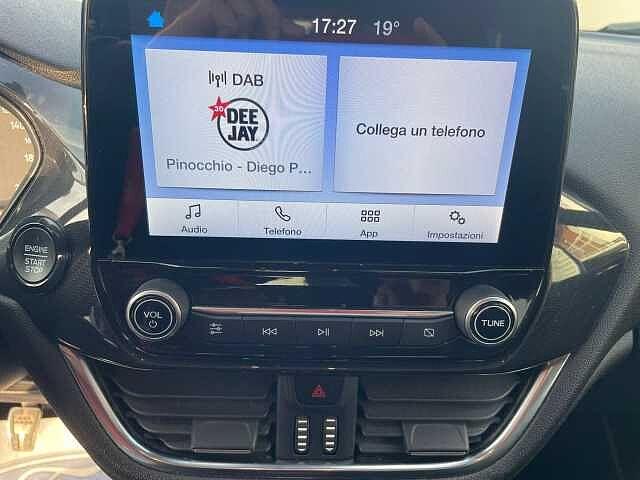 17:27 19°
DAB
30
DEE
JAY
Pinocchio - Diego P...
Collega un telefono
Audio Telefono App Impostazioni
ENGINE
START
STOP
VOL
TUNE